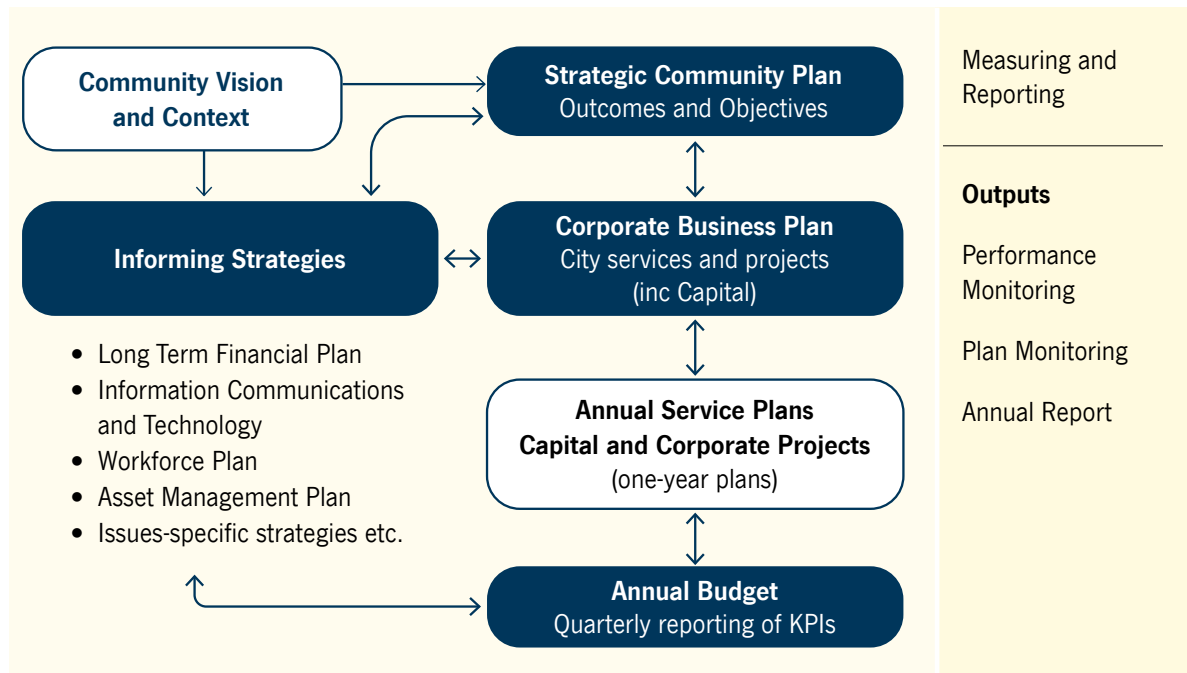 Community Vision
and Context
Strategic Community Plan
Outcomes and Objectives
Informing Strategies
Corporate Business Plan
City services and projects
(inc Capital)
• Long Term Financial Plan
• Information Communications
and Technology
• Workforce Plan
• Asset Management Plan
• Issues-specific strategies etc.
Annual Service Plans
Capital and Corporate Projects
(one-year plans)
Annual Budget
Quarterly reporting of KPIs
Measuring and
Reporting
Outputs
Performance
Monitoring
Plan Monitoring
Annual Report